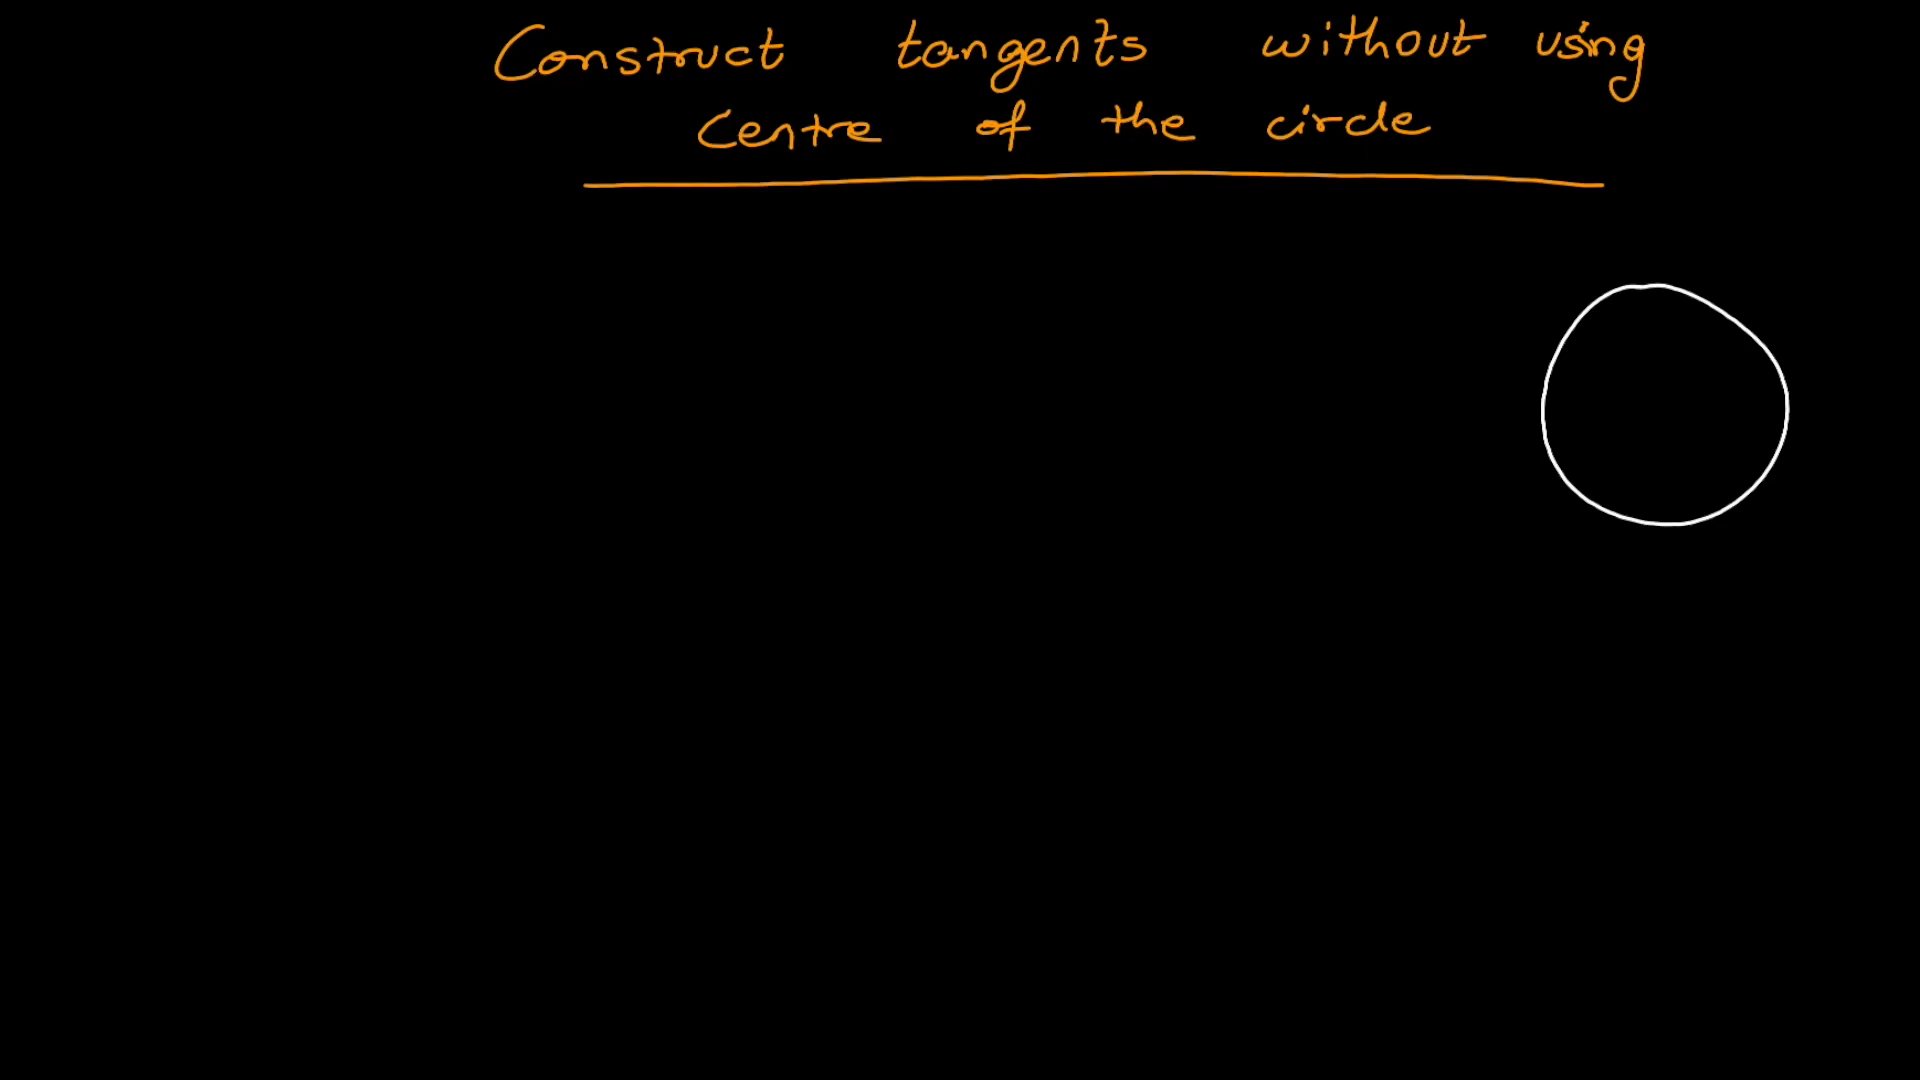 Construct tangents without using
Centre of the circle